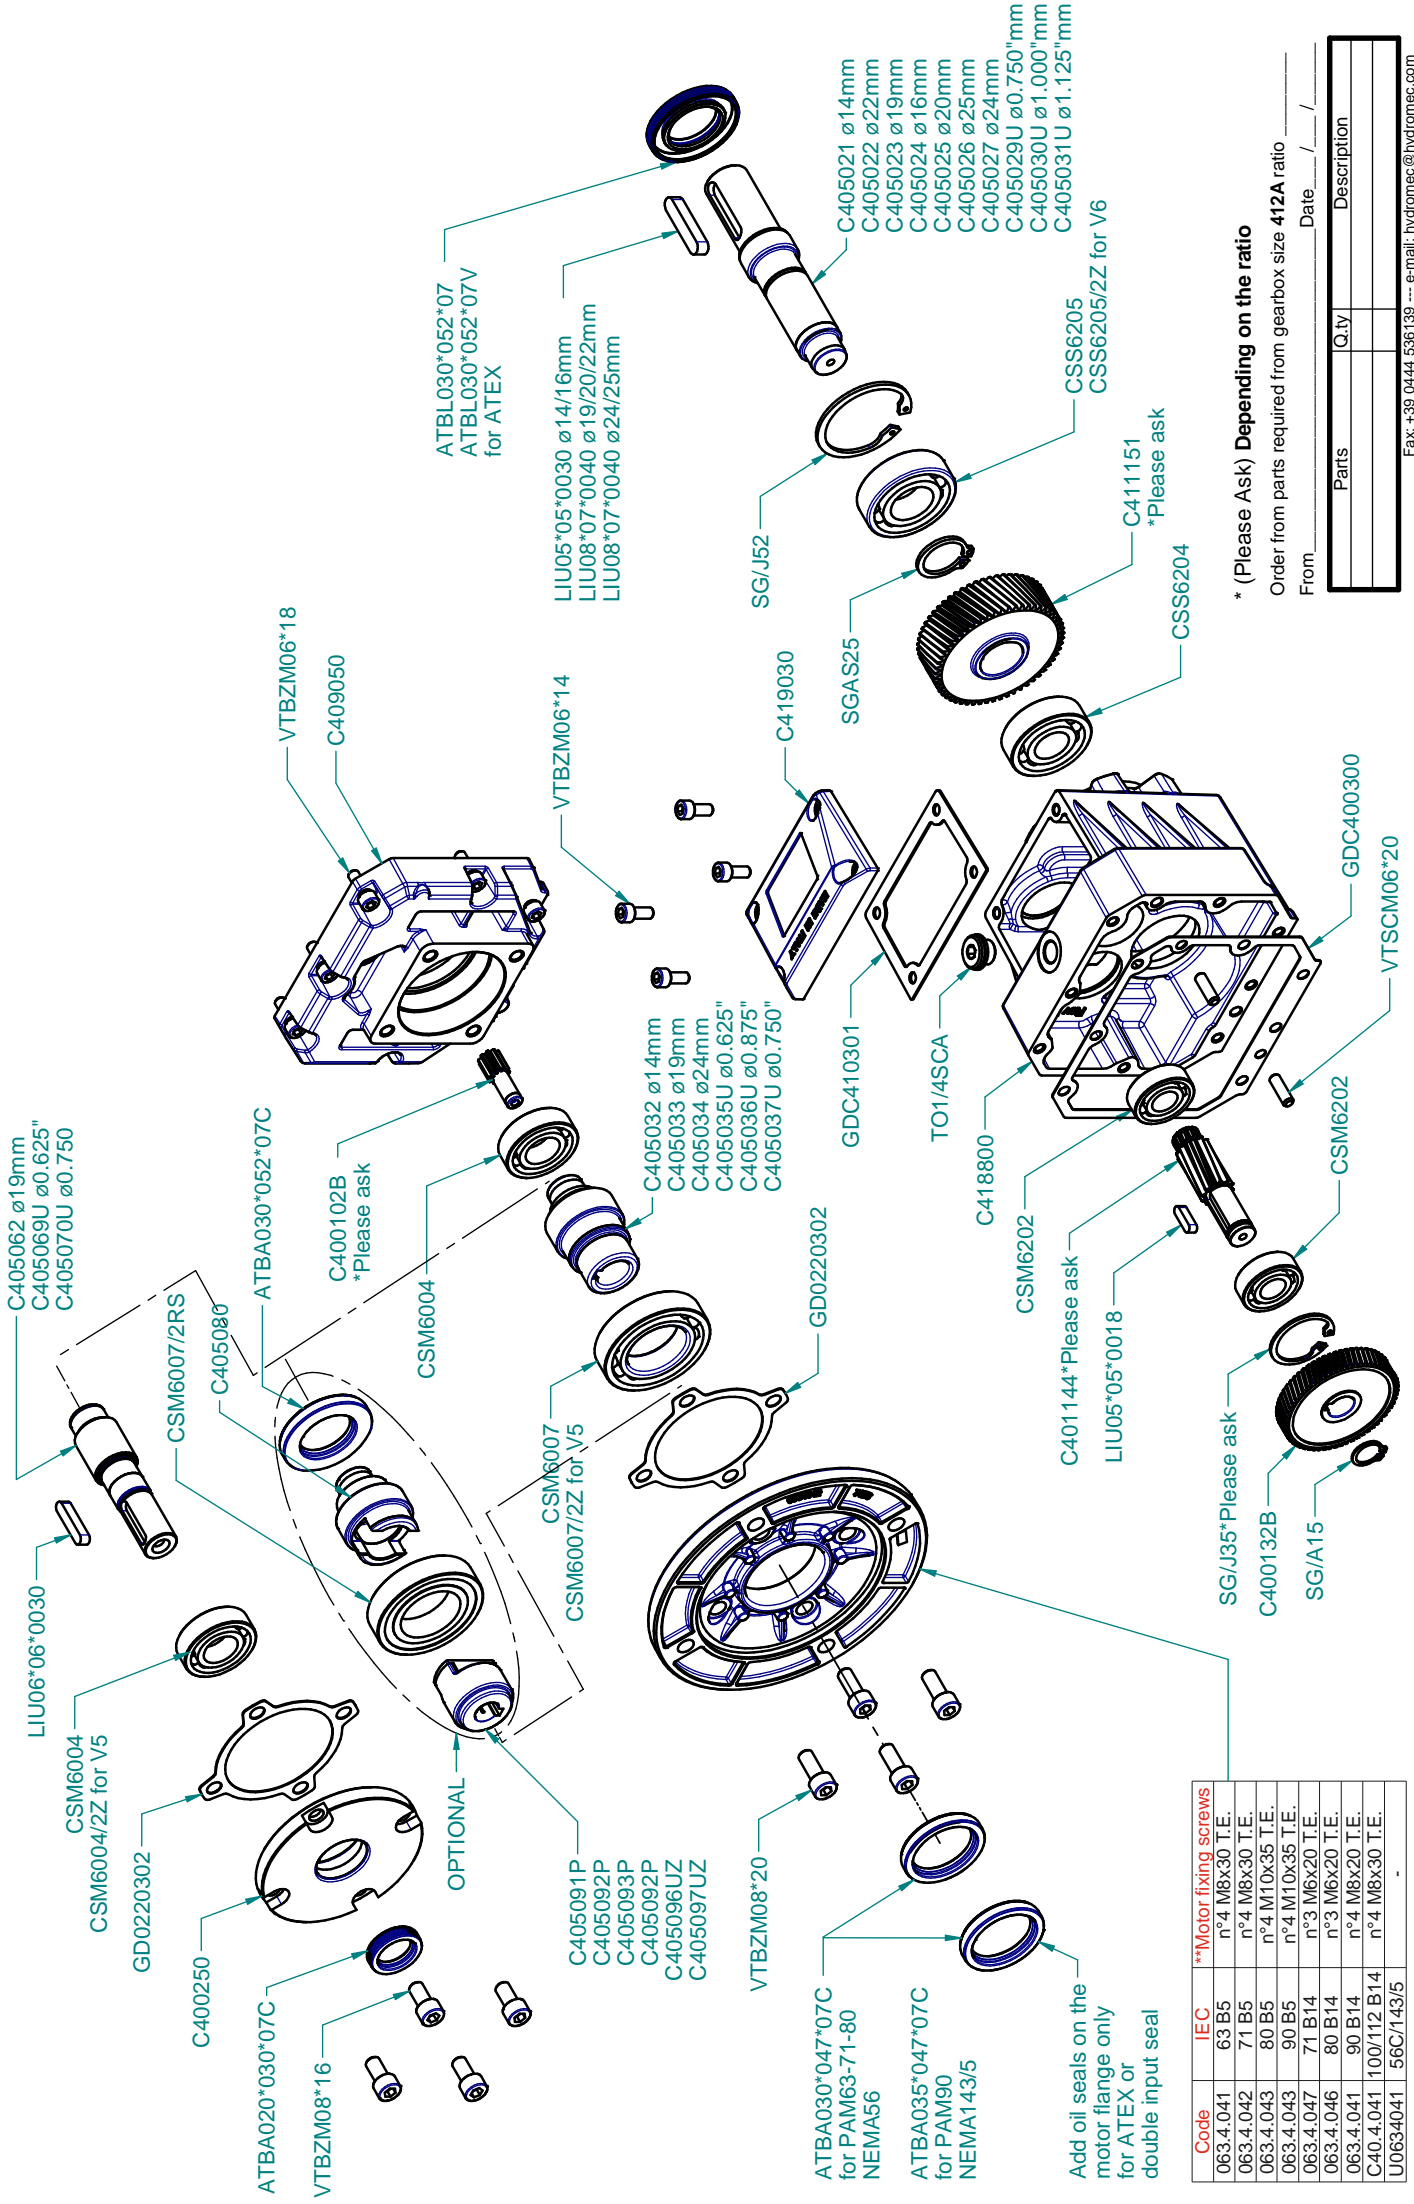 C405062 ø19mm
C405069U ø0.625"
C405070U ø0.750
LIU06*06*0030
CSM6004
CSM6004/2Z for V5
GD0220302
C400250
ATBA020*030*07C
VTBZM08*16
CSM6007/2RS
C405080
ATBA030*052*07C
OPTIONAL
C405091P
C405092P
C405093P
C405092P
C405096UZ
C405097UZ
VTBZM06*18
C409050
C400102B
*Please ask
CSM6004
C405032 ø14mm
C405033 ø19mm
C405034 ø24mm
C405035U ø0.625"
C405036U ø0.875"
C405037U ø0.750"
CSM6007
CSM6007/2Z for V5
GD0220302
VTBZM08*20
ATBA030*047*07C
for PAM63-71-80
NEMA56
ATBA035*047*07C
for PAM90
NEMA143/5
Add oil seals on the
motor flange only
for ATEX or
double input seal
ATBL030*052*07
ATBL030*052*07V
for ATEX
LIU05*05*0030 ø14/16mm
LIU08*07*0040 ø19/20/22mm
LIU08*07*0040 ø24/25mm
C405021 ø14mm
C405022 ø22mm
C405023 ø19mm
C405024 ø16mm
C405025 ø20mm
C405026 ø25mm
C405027 ø24mm
C405029U ø0.750"mm
C405030U ø1.000"mm
C405031U ø1.125"mm
SG/J52
CSS6205
CSS6205/2Z for V6
SGAS25
C411151
*Please ask
CSS6204
VTBZM06*14
C419030
GDC410301
TO1/4SCA
C418800
GDC400300
VTSCM06*20
CSM6202
C401144*Please ask
LIU05*05*0018
CSM6202
SG/J35*Please ask
C400132B
SG/A15
* (Please Ask) Depending on the ratio
Order from parts required from gearbox size 412A ratio
From Date / /
Parts Q.ty Description
Fax: +39 0444 536139 --- e-mail: hydromec@hydromec.com
Code IEC **Motor fixing screws
063.4.041 63 B5 n°4 M8x30 T.E.
063.4.042 71 B5 n°4 M8x30 T.E.
063.4.043 80 B5 n°4 M10x35 T.E.
063.4.043 90 B5 n°4 M10x35 T.E.
063.4.047 71 B14 n°3 M6x20 T.E.
063.4.046 80 B14 n°3 M6x20 T.E.
063.4.041 90 B14 n°4 M8x20 T.E.
C40.4.041 100/112 B14 n°4 M8x30 T.E.
U0634041 56C/143/5 -